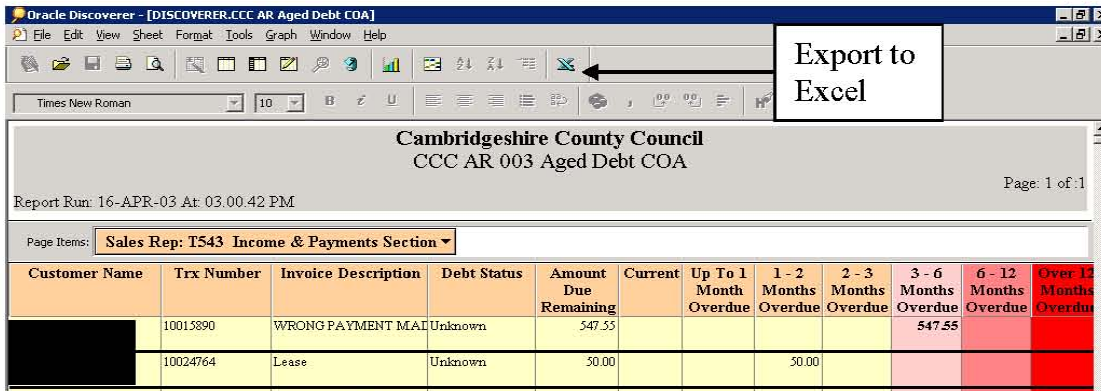 Oracle Discoverer - [DISCOVERER.CCC AR Aged Debt COA]
File Edit View Sheet Format Tools Graph Window Help
Export to
Excel
Times New Roman 10 B i U
Cambridgeshire County Council
CCC AR 003 Aged Debt COA
Page: 1 of :1
Report Run: 16-APR-03 At: 03.00.42 PM
Page Items: Sales Rep: T543 Income & Payments Section
Customer Name Trx Number Invoice Description Debt Status Amount Current Up To 1 1 - 2 2 - 3 3 - 6 6 - 12 Over 12
Due Month Months Months Months Months Months
Remaining Overdue Overdue Overdue Overdue Overdue Overdue
10015890 WRONG PAYMENT MAD Unknown 547.55 547.55
10024764 Lease Unknown 50.00 50.00